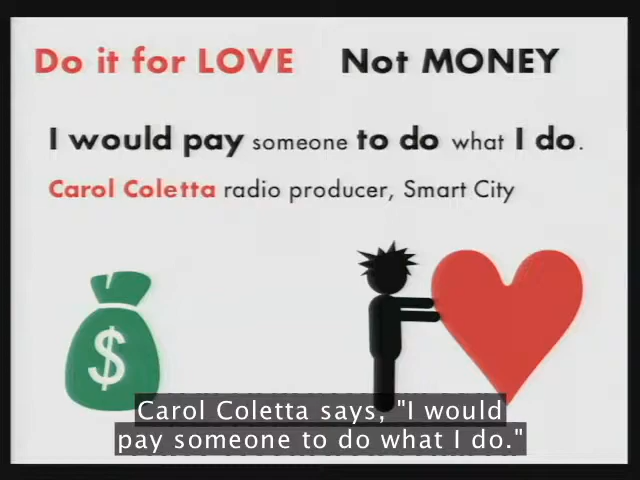 Do it for LOVE Not MONEY
I would pay someone to do what I do.
Carol Coletta radio producer, Smart City
$
Carol Coletta says, "I would
pay someone to do what I do."